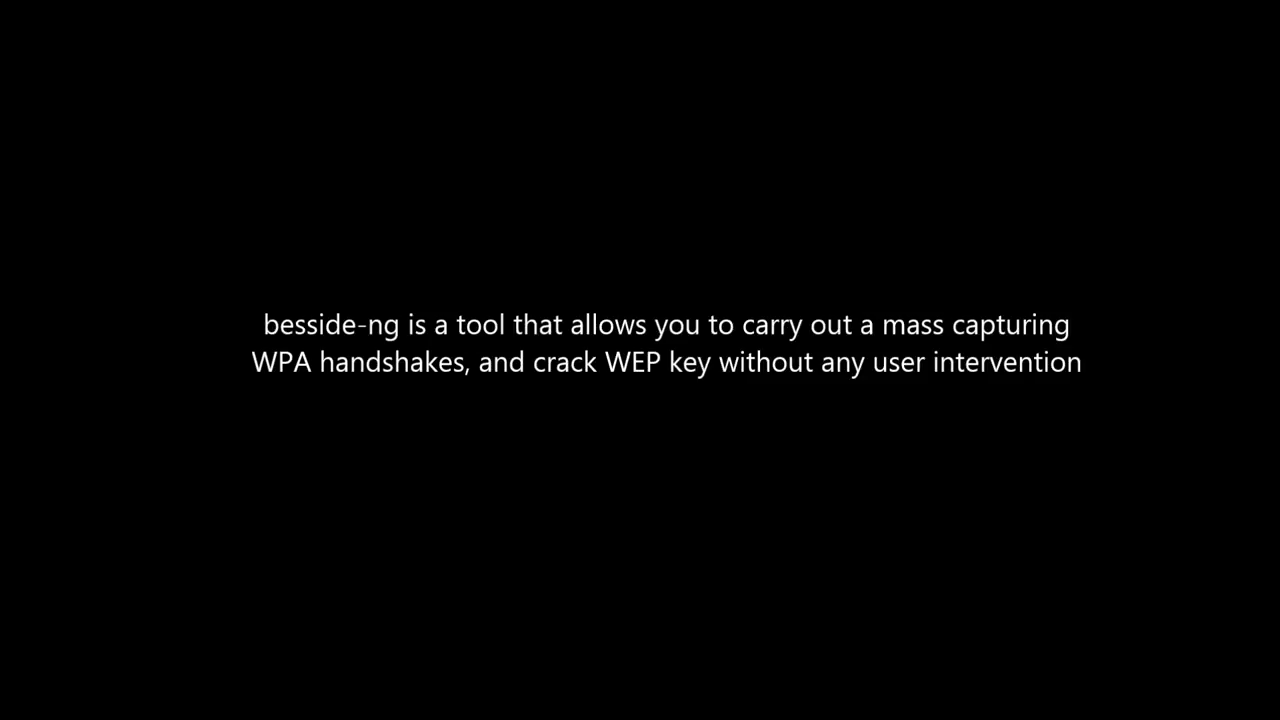 besside-ng is a tool that allows you to carry out a mass capturing
WPA handshakes, and crack WEP key without any user intervention